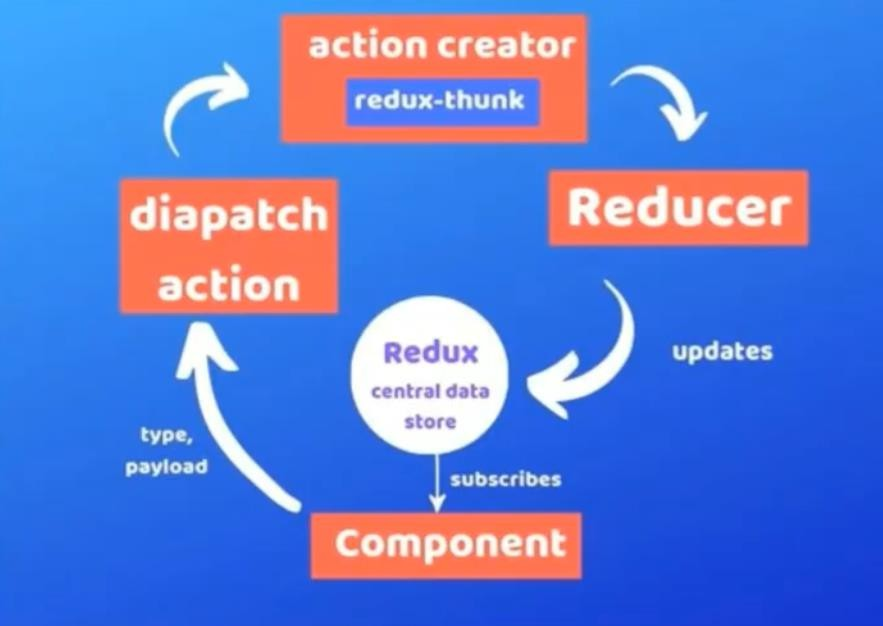 action creator
redux-thunk
diapatch
action
Reducer
Redux
central data
store
updates
type,
payload
subscribes
Component